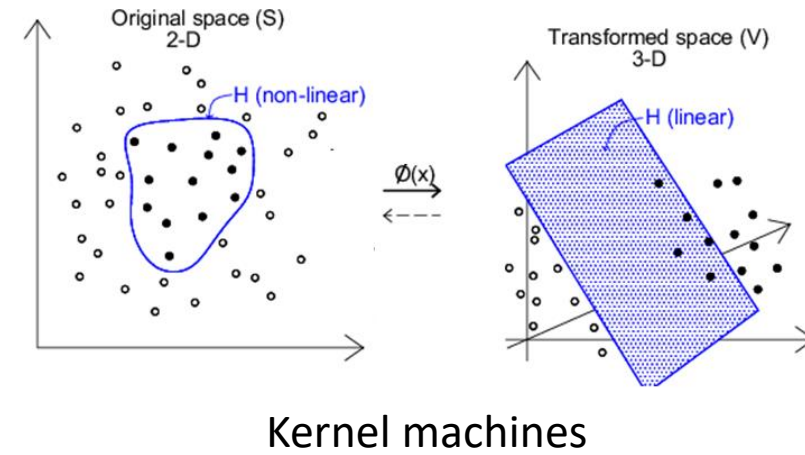 Original space (S)
2-D
H (non-linear)
Ø(x)
Transformed space (V)
3-D
H (linear)
Kernel machines